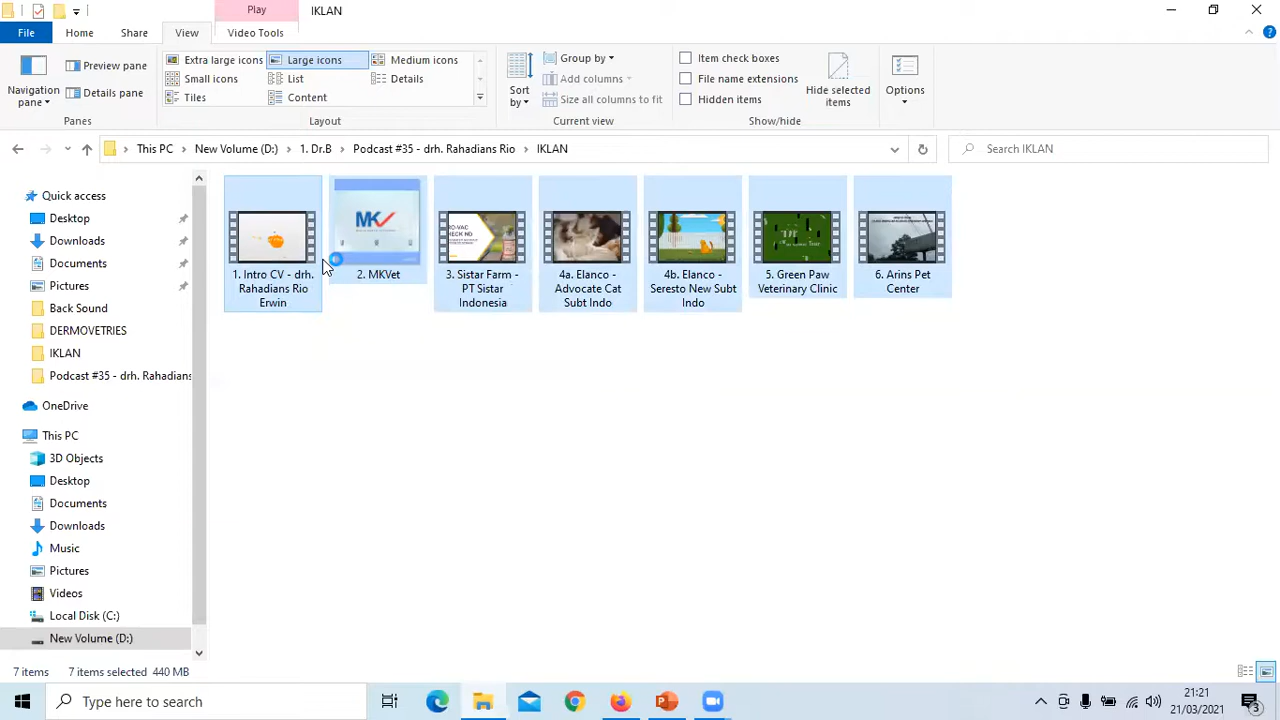 Play
IKLAN
File
Home
Share
View
Video Tools
Navigation pane
Preview pane
Details pane
Panes
Extra large icons
Large icons
Medium icons
Small icons
List
Details
Tiles
Content
Layout
Sort by
Group by
Add columns
Size all columns to fit
Current view
Item check boxes
File name extensions
Hidden items
Hide selected items
Show/hide
Options
This PC
New Volume (D:)
1. Dr.B
Podcast #35 - drh. Rahadians Rio
IKLAN
Search IKLAN
Quick access
Desktop
Downloads
Documents
Pictures
Back Sound
DERMOVETRIES
IKLAN
Podcast #35 - drh. Rahadians
OneDrive
This PC
3D Objects
Desktop
Documents
Downloads
Music
Pictures
Videos
Local Disk (C:)
New Volume (D:)
1. Intro CV - drh.
Rahadians Rio
Erwin
MK
2. MKVet
3. Sistar Farm -
PT Sistar
Indonesia
4a. Elanco -
Advocate Cat
Subt Indo
4b. Elanco -
Seresto New Subt
Indo
5. Green Paw
Veterinary Clinic
6. Arins Pet
Center
7 items
7 items selected
440 MB
Type here to search
21:21
21/03/2021
3